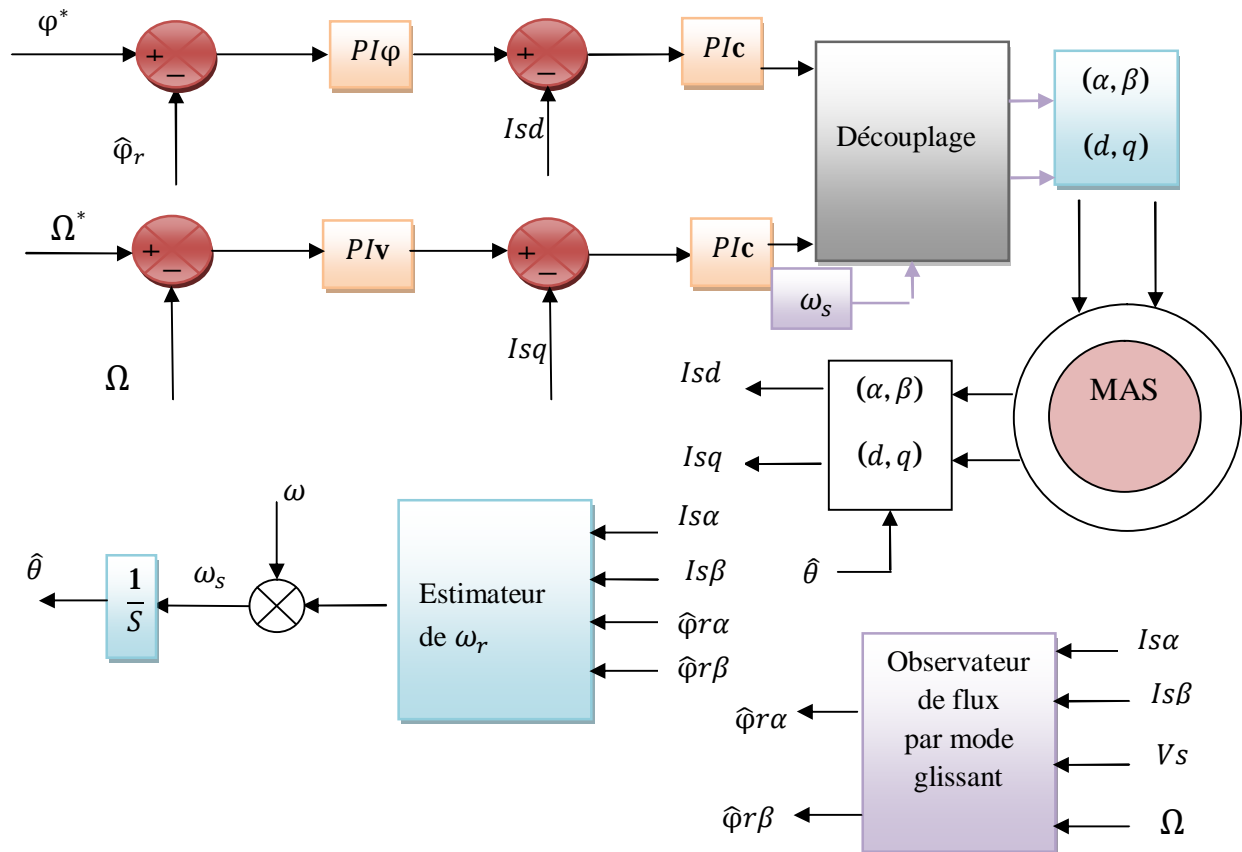 φ*
+
−
PIφ
+
−
PIc
Découplage
(α, β)
(d, q)
φ̂r
Isd
Ω*
+
−
PIv
+
−
PIc
ωs
Ω
Isq
Isd
Isq
(α, β)
(d, q)
MAS
θ̂
ω
θ̂
1
S
ωs
Estimateur
de ωr
Isα
Isβ
φ̂rα
φ̂rβ
φ̂rα
φ̂rβ
Observateur
de flux
par mode
glissant
Isα
Isβ
Vs
Ω